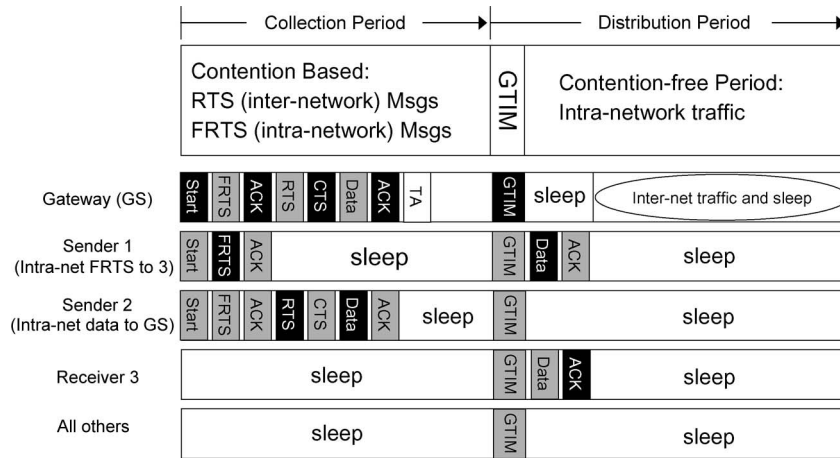 Collection Period
Distribution Period
Contention Based:
RTS (inter-network) Msgs
FRTS (intra-network) Msgs
GTIM
Contention-free Period:
Intra-network traffic
Gateway (GS)
Start FRTS ACK RTS CTS Data ACK TA GTIM sleep Inter-net traffic and sleep
Sender 1
(Intra-net FRTS to 3)
Start FRTS ACK sleep GTIM Data ACK sleep
Sender 2
(Intra-net data to GS)
Start FRTS ACK RTS CTS Data ACK sleep GTIM sleep
Receiver 3
sleep GTIM Data ACK sleep
All others
sleep GTIM sleep